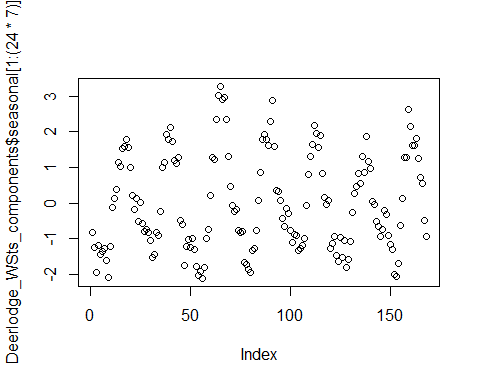 Deerlodge_WSts_components$seasonal[1:(24 * 7)]
3
2
1
0
-1
-2
0 50 100 150
Index